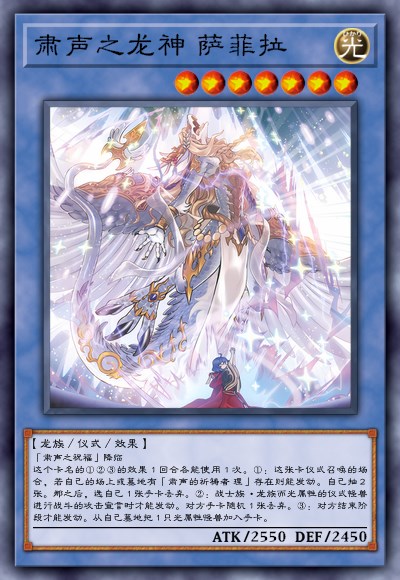 肃声之龙神 萨菲拉
ひかり
光
【龙族／仪式／效果】
「肃声之祝福」降临
这个卡名的①②③的效果1回合各能使用1次。①：这张卡仪式召唤的场
合，若自己的场上或墓地有「肃声的祈祷者 理」存在则能发动。自己抽2
张。那之后，选自己1张手卡丢弃。②：战士族·龙族而光属性的仪式怪兽
进行战斗的攻击宣言时才能发动。对方手卡随机1张丢弃。③：对方结束阶
段才能发动。从自己墓地把1只光属性怪兽加入手卡。
ATK/2550 DEF/2450